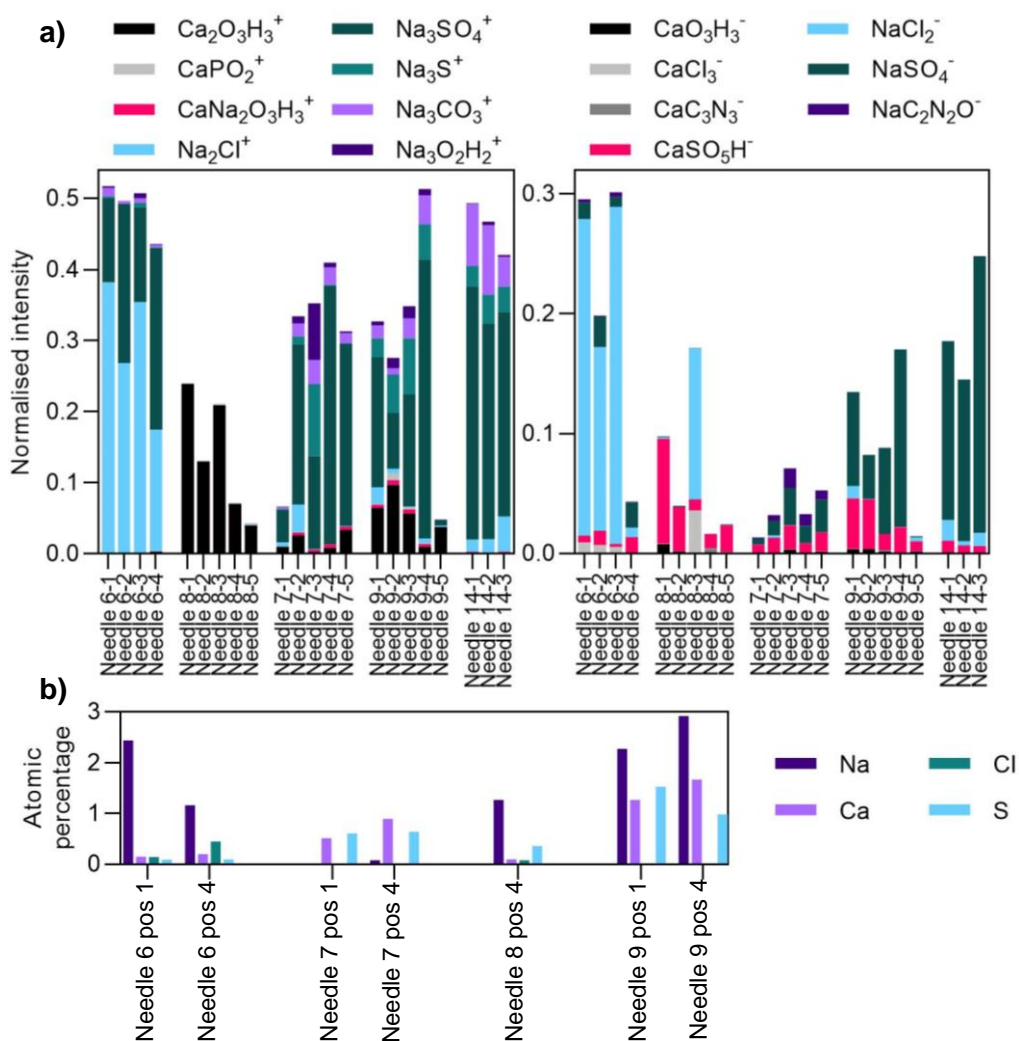 a)
Ca₂O₃H₃⁺ Na₃SO₄⁺ CaO₃H₃⁻ NaCl₂⁻
CaPO₂⁺ Na₃S⁺ CaCl₃⁻ NaSO₄⁻
CaNa₂O₃H₃⁺ Na₃CO₃⁺ CaC₃N₃⁻ NaC₂N₂O⁻
Na₂Cl⁺ Na₃O₂H₂⁺ CaSO₅H⁻
Normalised intensity
0.5
0.4
0.3
0.2
0.1
0.0
Needle 6-1
Needle 6-2
Needle 6-3
Needle 6-4
Needle 8-1
Needle 8-2
Needle 8-3
Needle 8-4
Needle 8-5
Needle 7-1
Needle 7-2
Needle 7-3
Needle 7-4
Needle 7-5
Needle 9-1
Needle 9-2
Needle 9-3
Needle 9-4
Needle 9-5
Needle 14-1
Needle 14-2
Needle 14-3
0.3
0.2
0.1
0.0
Needle 6-1
Needle 6-2
Needle 6-3
Needle 6-4
Needle 8-1
Needle 8-2
Needle 8-3
Needle 8-4
Needle 8-5
Needle 7-1
Needle 7-2
Needle 7-3
Needle 7-4
Needle 7-5
Needle 9-1
Needle 9-2
Needle 9-3
Needle 9-4
Needle 9-5
Needle 14-1
Needle 14-2
Needle 14-3
b)
Atomic
percentage
3
2
1
0
Needle 6 pos 1
Needle 6 pos 4
Needle 7 pos 1
Needle 7 pos 4
Needle 8 pos 4
Needle 9 pos 1
Needle 9 pos 4
Na Cl
Ca S